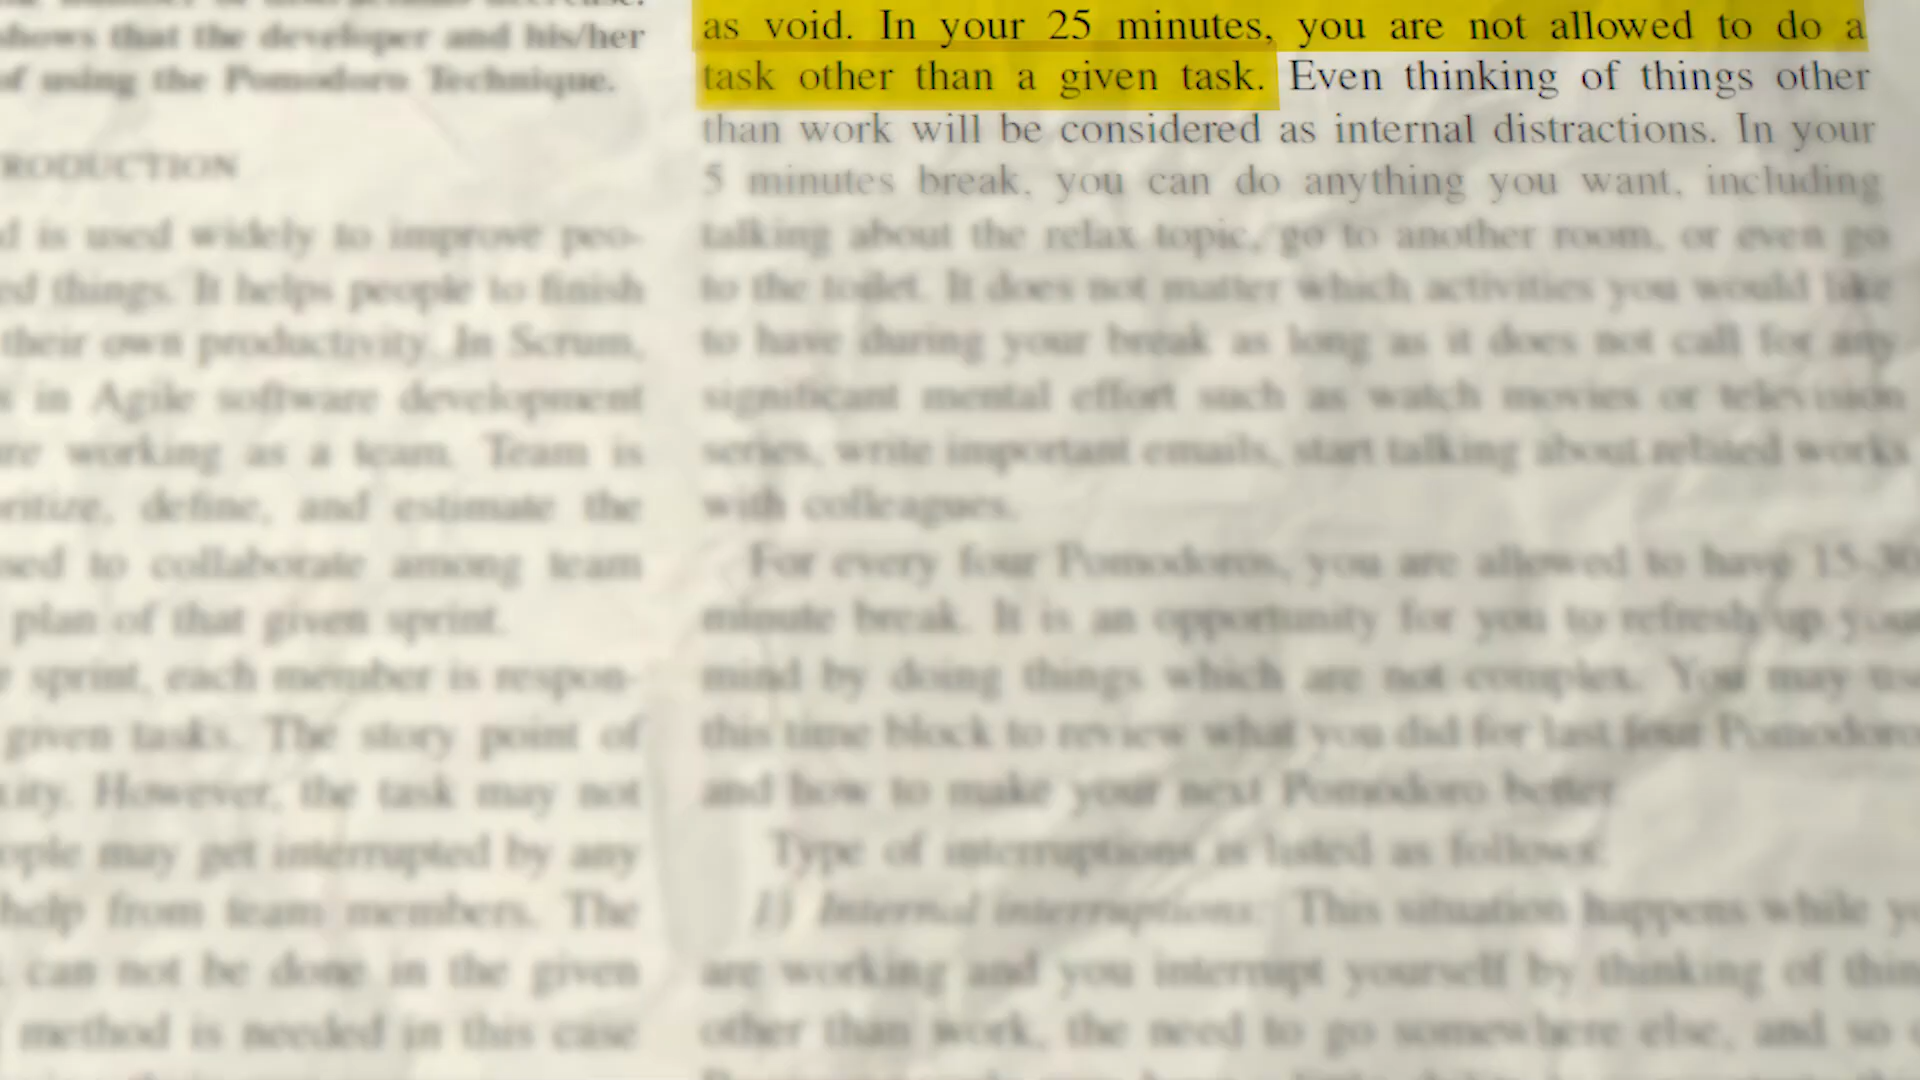 shows that the developer and his/her
of using the Pomodoro Technique.
RODUCTION
is used widely to improve peo-
ed things. It helps people to finish
their own productivity. In Scrum,
in Agile software development
re working as a team. Team is
oritize, define, and estimate the
sed to collaborate among team
plan of that given sprint.
sprint, each member is respon-
given tasks. The story point of
ity. However, the task may not
ople may get interrupted by any
help from team members. The
can not be done in the given
method is needed in this case
as void. In your 25 minutes, you are not allowed to do a
task other than a given task. Even thinking of things other
than work will be considered as internal distractions. In your
5 minutes break, you can do anything you want, including
talking about the relax topic, go to another room, or even go
to the toilet. It does not matter which activities you would like
to have during your break as long as it does not call for any
significant mental effort such as watch movies or television
series, write important emails, start talking about related works
with colleagues.
For every four Pomodoros, you are allowed to have 15-30
minute break. It is an opportunity for you to refresh up your
mind by doing things which are not complex. You may use
this time block to review what you did for last four Pomodoro
and how to make your next Pomodoro better.
Type of interruptions is listed as follows:
1) Internal interruptions: This situation happens while
are working and you interrupt yourself by thinking of thin
other than work, the need to go somewhere else, and so